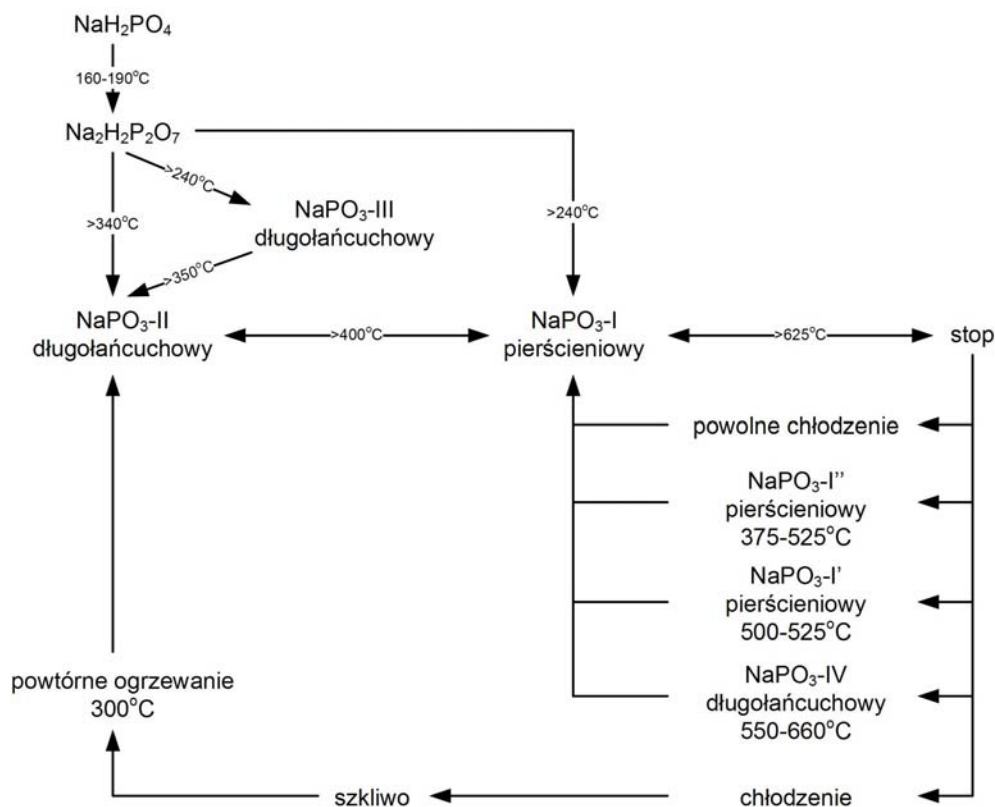 NaH₂PO₄
160-190°C
Na₂H₂P₂O₇
>240°C
>340°C
NaPO₃-III
długołańcuchowy
>240°C
>350°C
NaPO₃-II
długołańcuchowy
>400°C
NaPO₃-I
pierścieniowy
>625°C
stop
powolne chłodzenie
NaPO₃-I’’
pierścieniowy
375-525°C
NaPO₃-I’
pierścieniowy
500-525°C
NaPO₃-IV
długołańcuchowy
550-660°C
powtórne ogrzewanie
300°C
szkliwo
chłodzenie